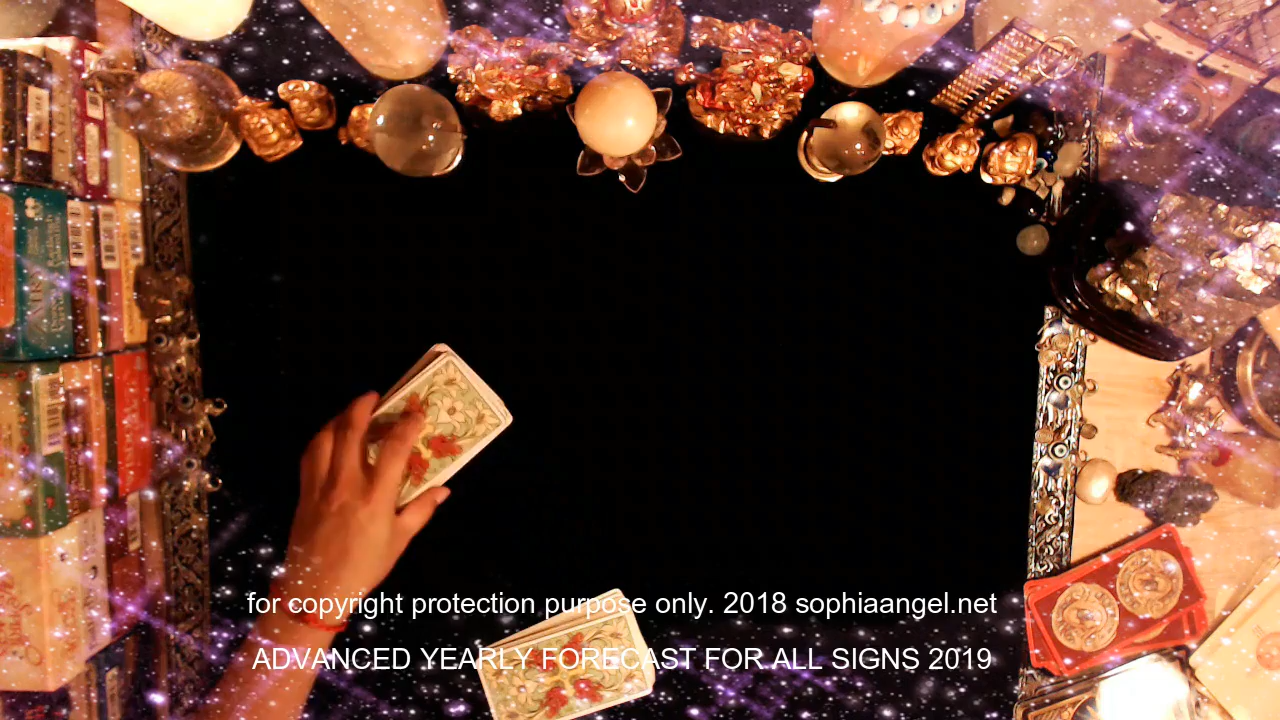 for copyright protection purpose only. 2018 sophiaangel.net
ADVANCED YEARLY FORECAST FOR ALL SIGNS 2019